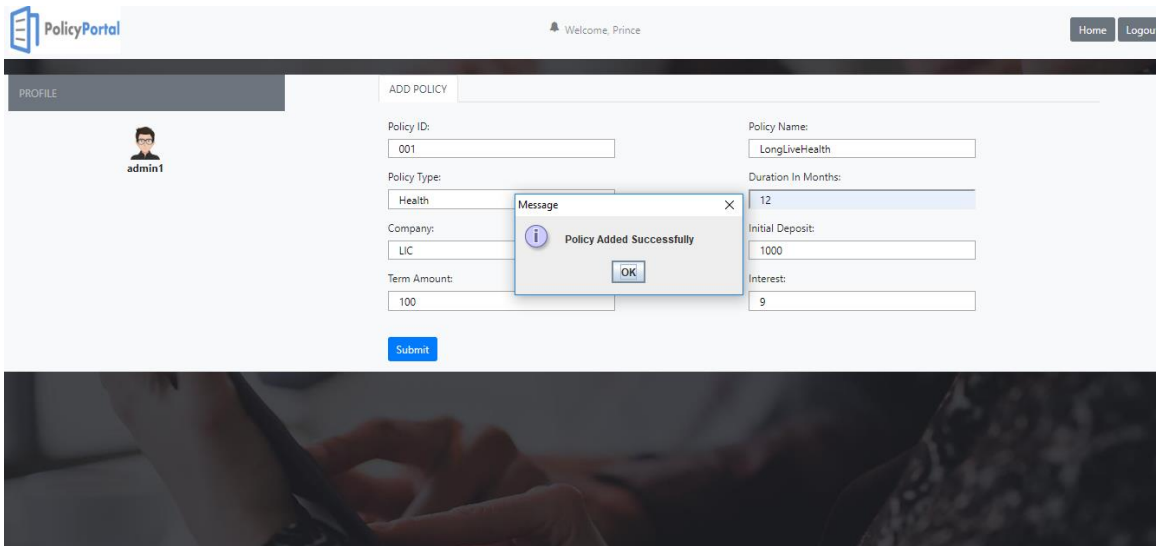 PolicyPortal
Welcome, Prince
Home
Logou
PROFILE
admin1
ADD POLICY
Policy ID:
Policy Name:
001
LongLiveHealth
Policy Type:
Duration In Months:
Health
12
Message
Policy Added Successfully
OK
Company:
Initial Deposit:
LIC
1000
Term Amount:
Interest:
100
9
Submit